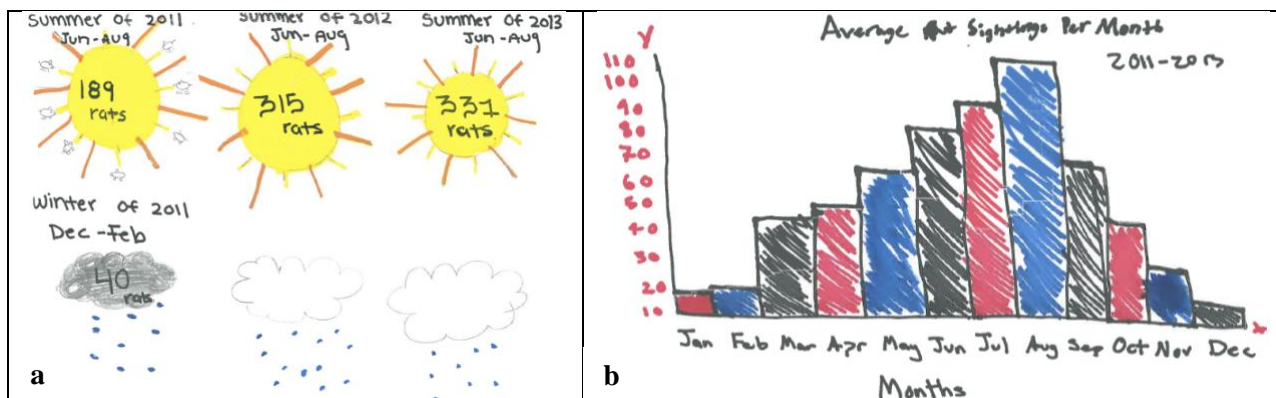 Summer of 2011
Jun-Aug
189
rats
Summer of 2012
Jun-Aug
315
rats
Summer of 2013
Jun-Aug
331
rats
Winter of 2011
Dec-Feb
40
rats
a
Y
Average Sightings Per Month
2011-2013
110
100
90
80
70
60
50
40
30
20
10
x
Jan Feb Mar Apr May Jun Jul Aug Sep Oct Nov Dec
Months
b